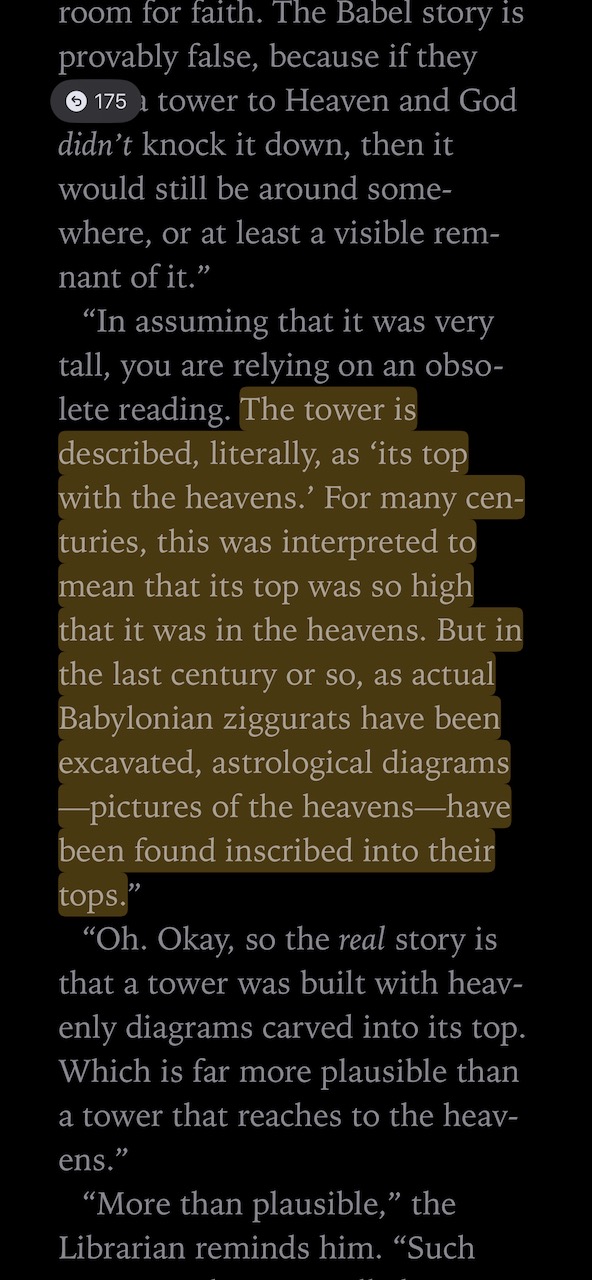 room for faith. The Babel story is
provably false, because if they
175
a tower to Heaven and God
didn’t knock it down, then it
would still be around some-
where, or at least a visible rem-
nant of it.”
“In assuming that it was very
tall, you are relying on an obso-
lete reading. The tower is
described, literally, as ‘its top
with the heavens.’ For many cen-
turies, this was interpreted to
mean that its top was so high
that it was in the heavens. But in
the last century or so, as actual
Babylonian ziggurats have been
excavated, astrological diagrams
—pictures of the heavens—have
been found inscribed into their
tops.”
“Oh. Okay, so the real story is
that a tower was built with heav-
enly diagrams carved into its top.
Which is far more plausible than
a tower that reaches to the heav-
ens.”
“More than plausible,” the
Librarian reminds him. “Such